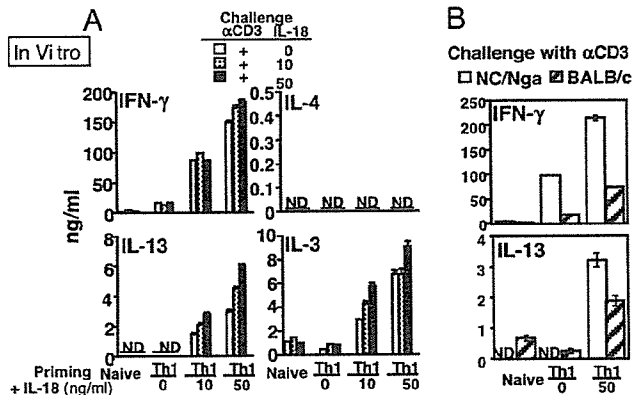 A
B
In Vitro
Challenge
αCD3 IL-18
+ 0
+ 10
+ 50
Challenge with αCD3
NC/Nga BALB/c
ng/ml
IFN-γ
200
150
100
50
0
IL-4
0.5
0.4
0.3
0.2
0.1
0
ND ND ND ND
IL-13
8
6
4
2
0
ND ND
IL-3
10
8
6
4
2
0
Priming
+ IL-18 (ng/ml)
Naive Th1 Th1 Th1
0 10 50
Naive Th1 Th1 Th1
0 10 50
IFN-γ
250
200
150
100
50
0
IL-13
4
3
2
1
0
ND ND
Naive Th1 Th1
0 50